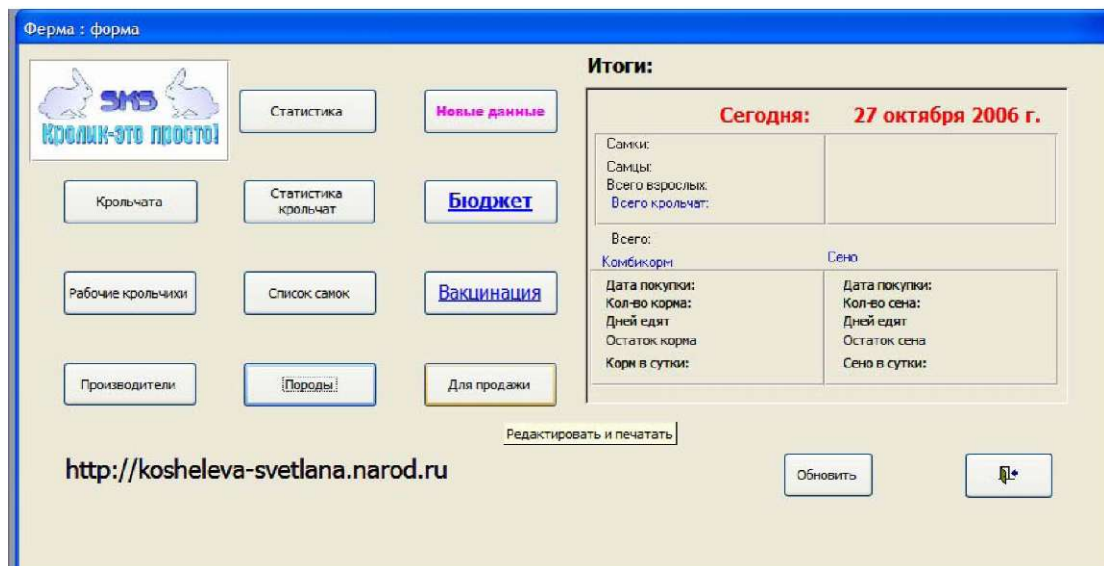 Ферма : форма
SMS
Кролик-это просто!
Статистика
Новые данные
Крольчата
Статистика
крольчат
Бюджет
Рабочие крольчихи
Список самок
Вакцинация
Производители
Породы
Для продажи
Редактировать и печатать
http://kosheleva-svetlana.narod.ru
Итоги:
Сегодня: 27 октября 2006 г.
Самки:
Самцы:
Всего взрослых:
Всего крольчат:
Всего:
Комбикорм
Дата покупки:
Кол-во корма:
Дней едят
Остаток корма
Корм в сутки:
Сено
Дата покупки:
Кол-во сена:
Дней едят
Остаток сена
Сено в сутки:
Обновить